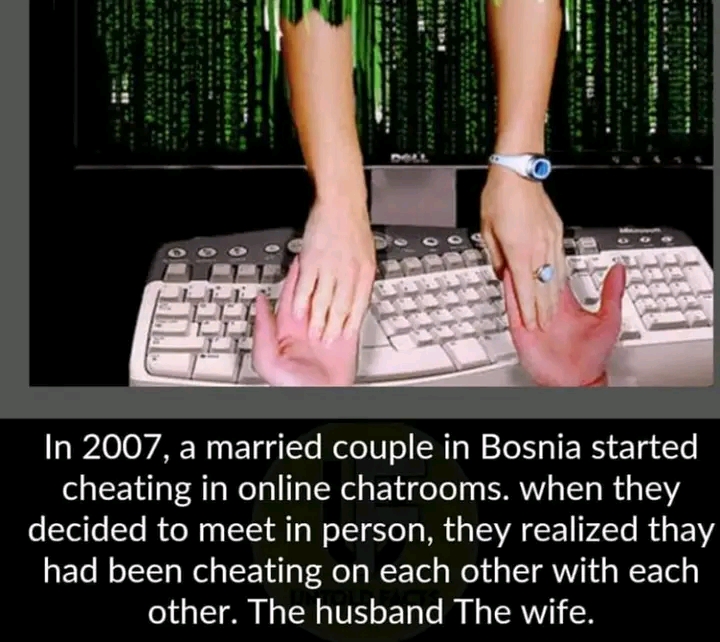 DELL
Microsoft
In 2007, a married couple in Bosnia started
cheating in online chatrooms. when they
decided to meet in person, they realized thay
had been cheating on each other with each
other. The husband The wife.